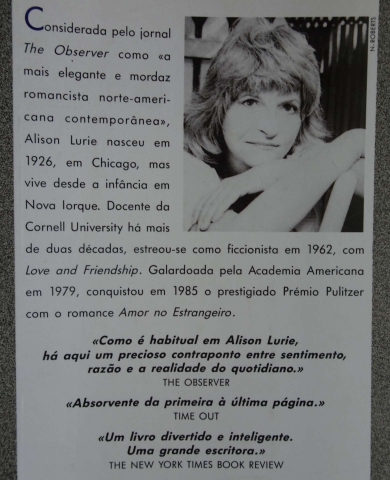 Considerada pelo jornal
The Observer como «a
mais elegante e mordaz
romancista norte-ameri-
cana contemporânea»,
Alison Lurie nasceu em
1926, em Chicago, mas
vive desde a infância em
Nova Iorque. Docente da
Cornell University há mais
de duas décadas, estreou-se como ficcionista em 1962, com
Love and Friendship. Galardoada pela Academia Americana
em 1979, conquistou em 1985 o prestigiado Prémio Pulitzer
com o romance Amor no Estrangeiro.
N. ROBERTS
«Como é habitual em Alison Lurie,
há aqui um precioso contraponto entre sentimento,
razão e a realidade do quotidiano.»
THE OBSERVER
«Absorvente da primeira à última página.»
TIME OUT
«Um livro divertido e inteligente.
Uma grande escritora.»
THE NEW YORK TIMES BOOK REVIEW